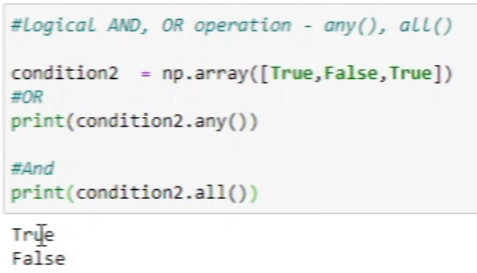 #logical AND, OR operation - any(), all()
condition2  = np.array([True,False,True])
#OR
print(condition2.any())
#And
print(condition2.all())
True
False